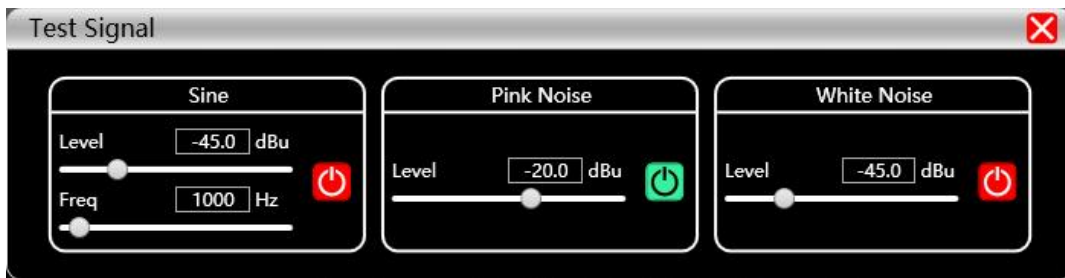 Test Signal
Sine
Level -45.0 dBu
Freq 1000 Hz
Pink Noise
Level -20.0 dBu
White Noise
Level -45.0 dBu